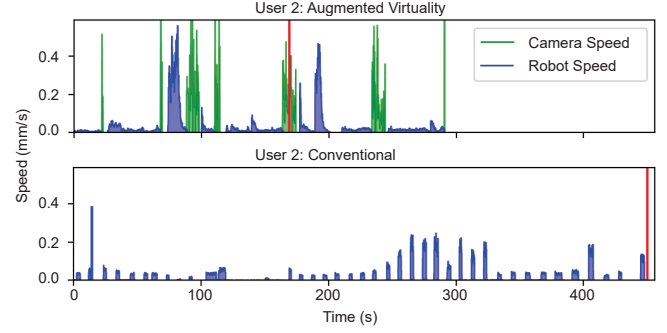 User 2: Augmented Virtuality
0.4
0.2
0.0
Camera Speed
Robot Speed
Speed (mm/s)
User 2: Conventional
0.4
0.2
0.0
0
100
200
300
400
Time (s)